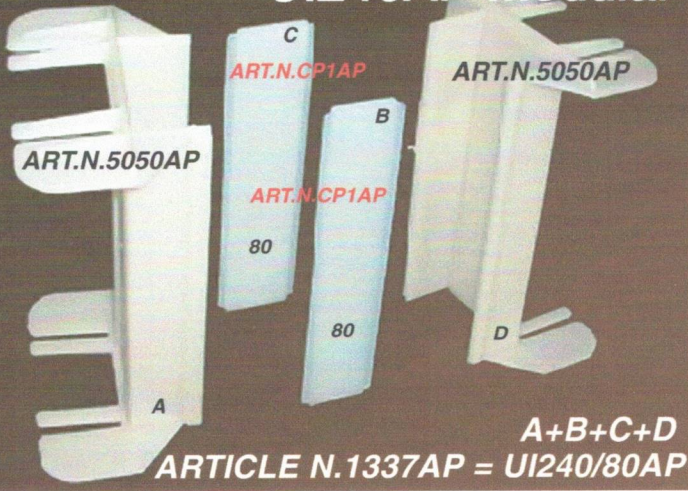 C
ART.N.CP1AP
ART.N.5050AP
B
ART.N.5050AP
ART.N.CP1AP
80
80
D
A
A+B+C+D
ARTICLE N.1337AP = UI240/80AP